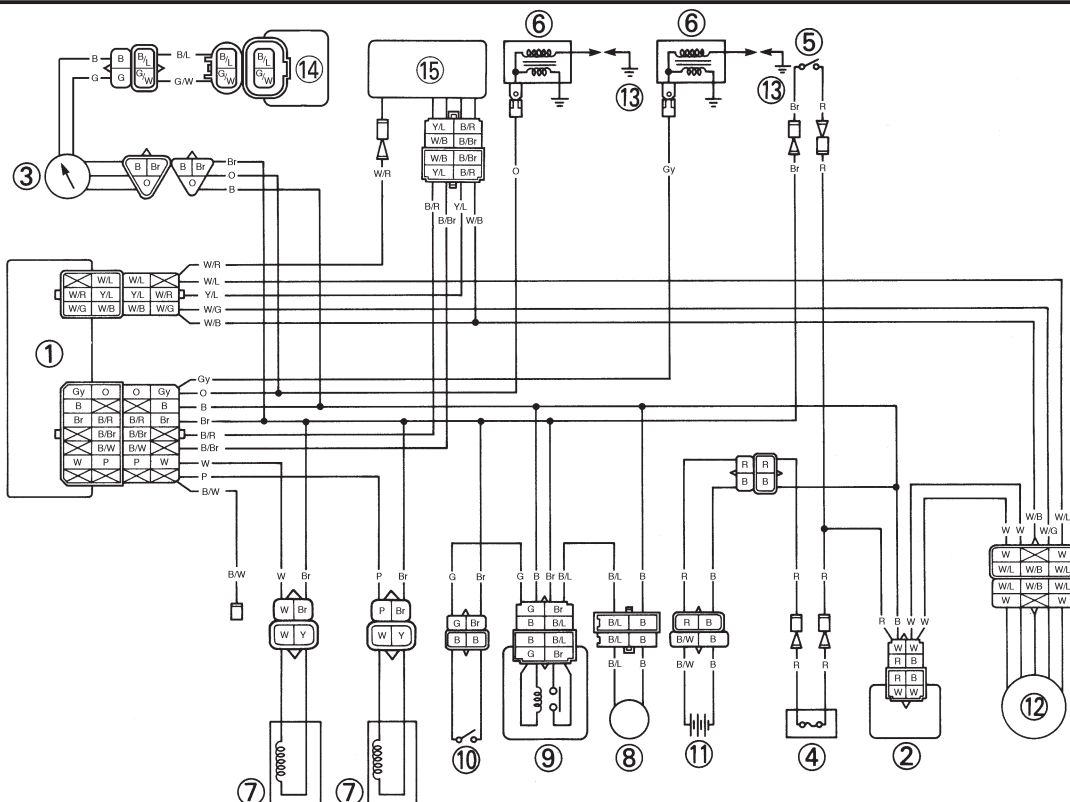 6 6 5
14 15
B B B/L B/L B/L B/L
G G G/W G/W G/W G/W
13 13
Br R
Y/L B/R
W/B B/Br
W/B B/Br
Y/L B/R
3
B Br B Br Br
O O O
B
W/R
O Gy
Br R
B/R Y/L
B/Br W/B
W/R
W/L W/L W/L
W/R Y/L Y/L W/R Y/L
W/G W/B W/B W/G W/G
W/B
1
Gy
Gy O O Gy O
B B B
Br B/R B/R Br Br
B/Br B/Br B/R
B/W B/W B/Br
W P P W W
P
B/W
R R
B B
W/B W/L
W W W/G
W W
W/L W/B W/L
W/L W/B W/L
W W
B/W W Br P Br G Br G B Br B/L B/L B R B R R
W Br P Br
W Y W Y
G Br G Br B/L B R B
B B B B/L B/L B B/W B
B B/L
G Br
B/L B B/W B R R
R B W W
W W
R B
R B
W W
12
7 7 10 9 8 11 4 2